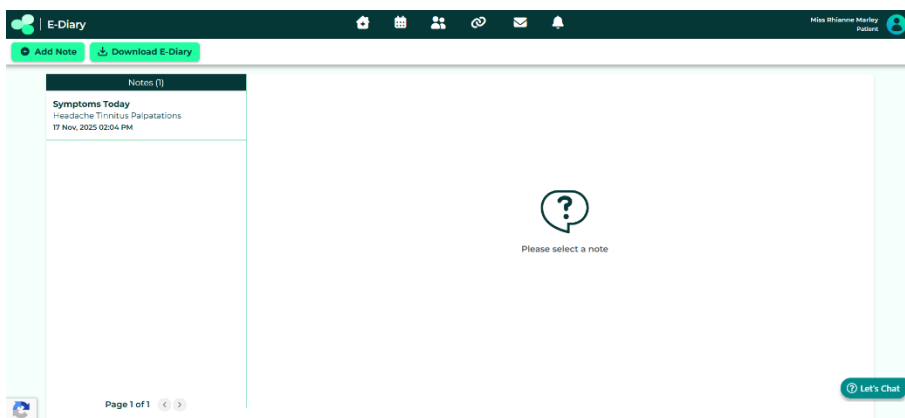 E-Diary
Miss Rhianne Marley
Patient
Add Note
Download E-Diary
Notes (1)
Symptoms Today
Headache Tinnitus Palpatations
17 Nov, 2025 02:04 PM
?
Please select a note
Page 1 of 1
? Let's Chat